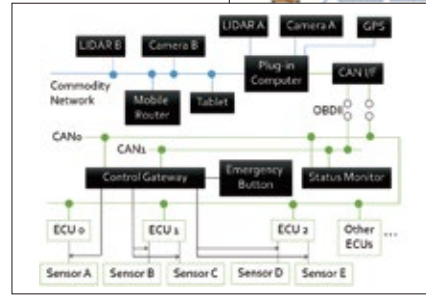 LIDAR A
Camera A
GPS
LIDAR B
Camera B
Plug-in
Computer
CAN I/F
Commodity
Network
Mobile
Router
Tablet
OBDII
CAN0
CAN1
Control Gateway
Emergency
Button
Status Monitor
ECU 0
ECU 1
ECU 2
Other
ECUs
...
Sensor A
Sensor B
Sensor C
Sensor D
Sensor E